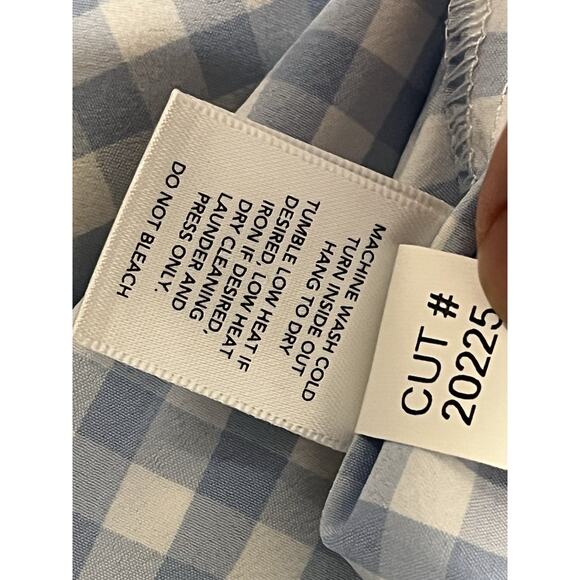 MACHINE WASH COLD
TURN INSIDE OUT
HANG TO DRY
TUMBLE LOW HEAT IF
DESIRED, LOW HEAT
IRON IF DESIRED,
DRY CLEANING,
LAUNDER AND
PRESS ONLY.
DO NOT BLEACH
CUT #
20225